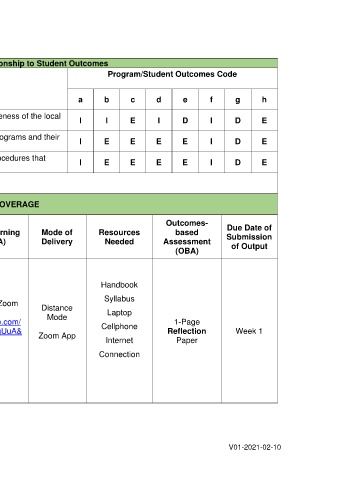 onship to Student Outcomes
Program/Student Outcomes Code
a b c d e f g h
eness of the local I I E I D I D E
ograms and their I E E E E I D E
ocedures that I E E E E I D E
OVERAGE
rning
A)
Mode of
Delivery
Resources
Needed
Outcomes-
based
Assessment
(OBA)
Due Date of
Submission
of Output
Zoom
o.com/
Distance
Mode
Zoom App
Handbook
Syllabus
Laptop
Cellphone
Internet
Connection
1-Page
Reflection
Paper
Week 1
V01-2021-02-10